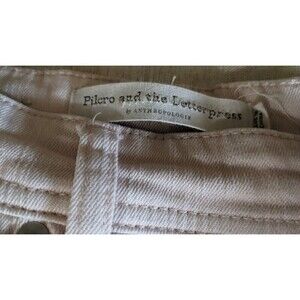 Pilcro and the Letterpress
by ANTHROPOLOGIE